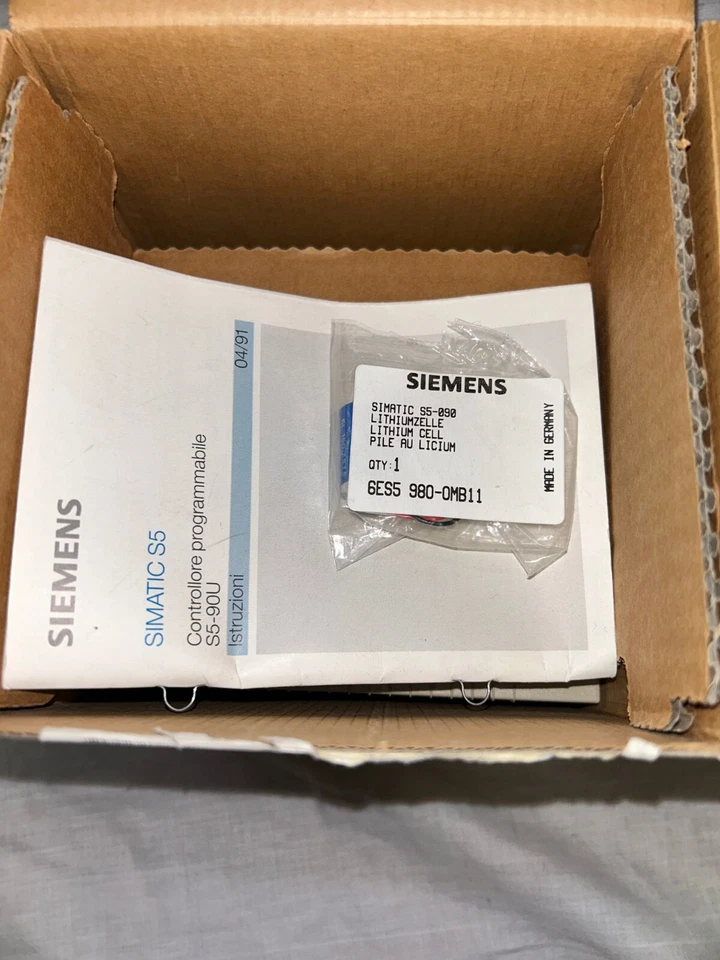 SIEMENS
SIMATIC S5
Controllore programmabile
S5-90U
Istruzioni 04/91
SIEMENS
SIMATIC S5-090
LITHIUMZELLE
LITHIUM CELL
PILE AU LICIUM
QTY: 1
6ES5 980-0MB11
MADE IN GERMANY